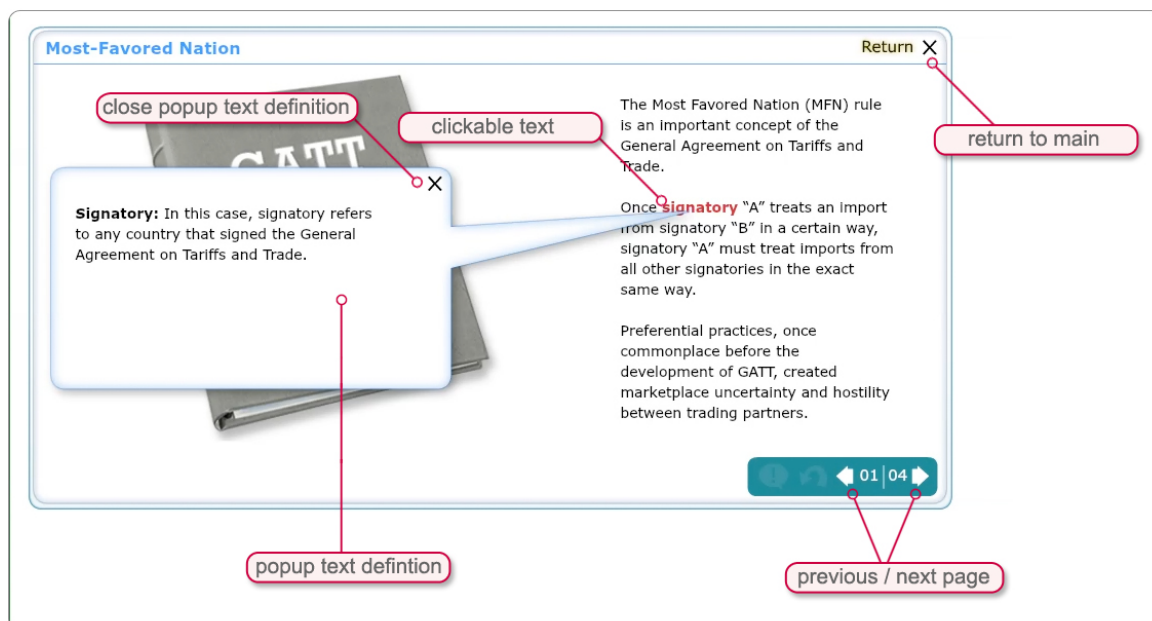 Most-Favored Nation
Return
close popup text definition
clickable text
return to main
GATT
Signatory: In this case, signatory refers
to any country that signed the General
Agreement on Tariffs and Trade.
The Most Favored Nation (MFN) rule
is an important concept of the
General Agreement on Tariffs and
Trade.
Once signatory “A” treats an import
from signatory “B” in a certain way,
signatory “A” must treat imports from
all other signatories in the exact
same way.
Preferential practices, once
commonplace before the
development of GATT, created
marketplace uncertainty and hostility
between trading partners.
01 04
popup text defintion
previous / next page